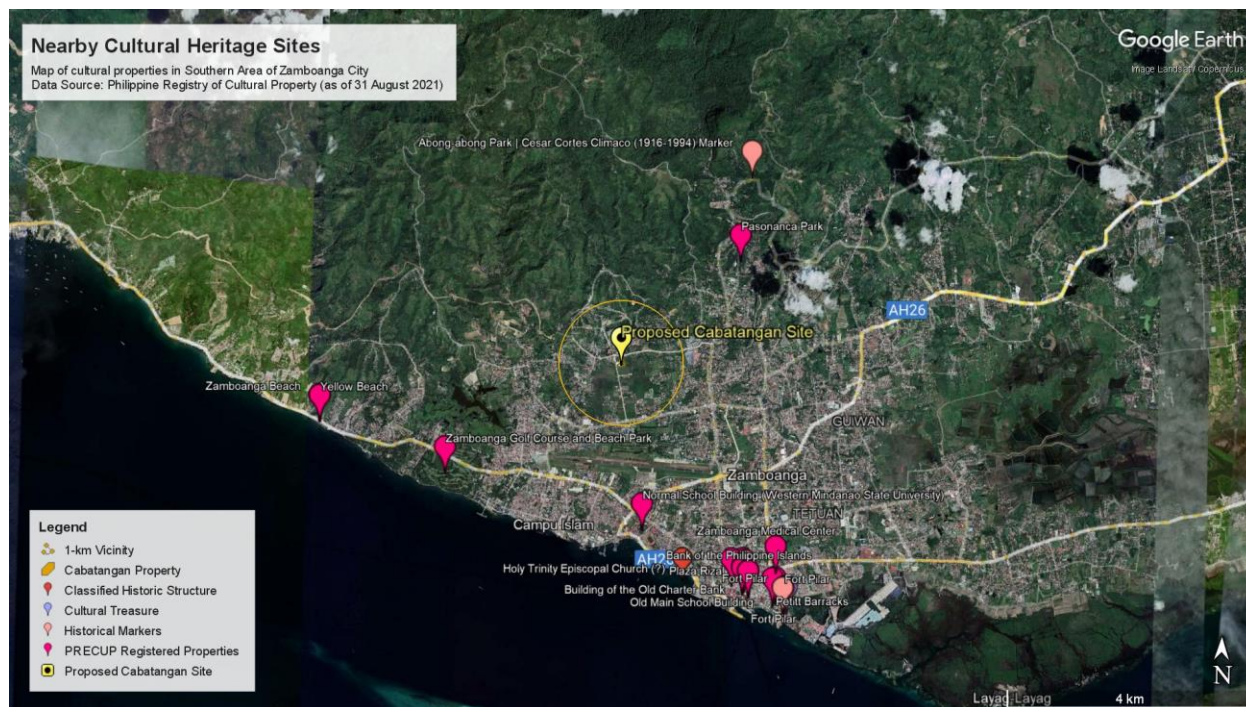 Nearby Cultural Heritage Sites
Map of cultural properties in Southern Area of Zamboanga City
Data Source: Philippine Registry of Cultural Property (as of 31 August 2021)
Google Earth
Image Landsat / Copernicus
Abong-abong Park | Cesar Cortes Climaco (1916-1994) Marker
Pasonanca Park
AH26
Proposed Cabatangan Site
Zamboanga Beach
Yellow Beach
GUIWAN
Zamboanga Golf Course and Beach Park
Zamboanga
Normal School Building (Western Mindanao State University)
TETUAN
Campu Islam
Zamboanga Medical Center
Bank of the Philippine Islands
Holy Trinity Episcopal Church (?)
Plaza Rizal
Fort Pilar
Fort Pilar
Building of the Old Charter Bank
Old Main School Building
Petitt Barracks
Fort Pilar
Legend
1-km Vicinity
Cabatangan Property
Classified Historic Structure
Cultural Treasure
Historical Markers
PRECUP Registered Properties
Proposed Cabatangan Site
N
Layag-Layag
4 km